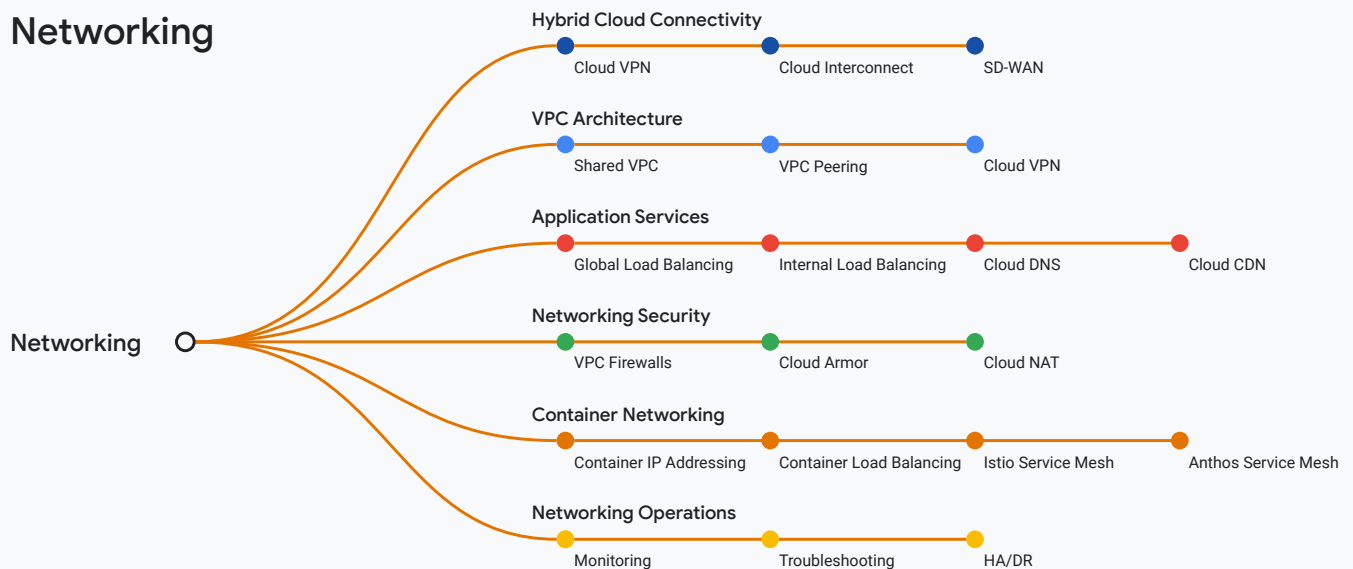 Networking
Hybrid Cloud Connectivity
Cloud VPN
Cloud Interconnect
SD-WAN
VPC Architecture
Shared VPC
VPC Peering
Cloud VPN
Application Services
Global Load Balancing
Internal Load Balancing
Cloud DNS
Cloud CDN
Networking
Networking Security
VPC Firewalls
Cloud Armor
Cloud NAT
Container Networking
Container IP Addressing
Container Load Balancing
Istio Service Mesh
Anthos Service Mesh
Networking Operations
Monitoring
Troubleshooting
HA/DR